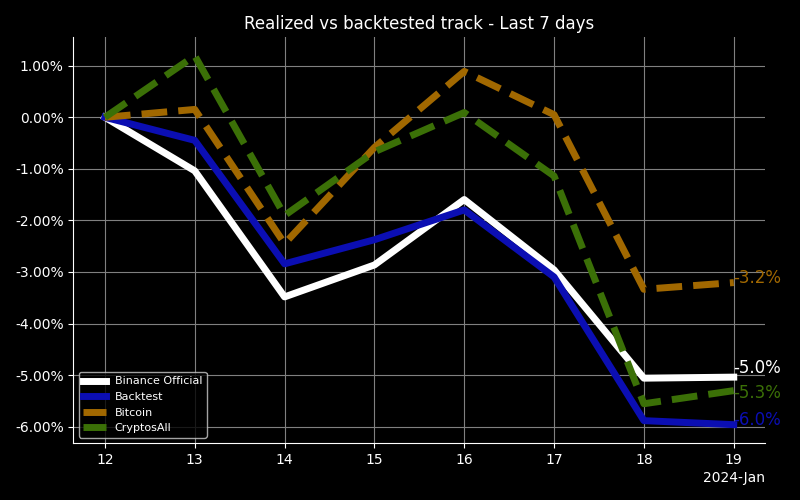 Realized vs backtested track - Last 7 days
1.00%
0.00%
-1.00%
-2.00%
-3.00%
-4.00%
-5.00%
-6.00%
-3.2%
-5.0%
-5.3%
-6.0%
Binance Official
Backtest
Bitcoin
CryptosAll
12 13 14 15 16 17 18 19
2024-Jan